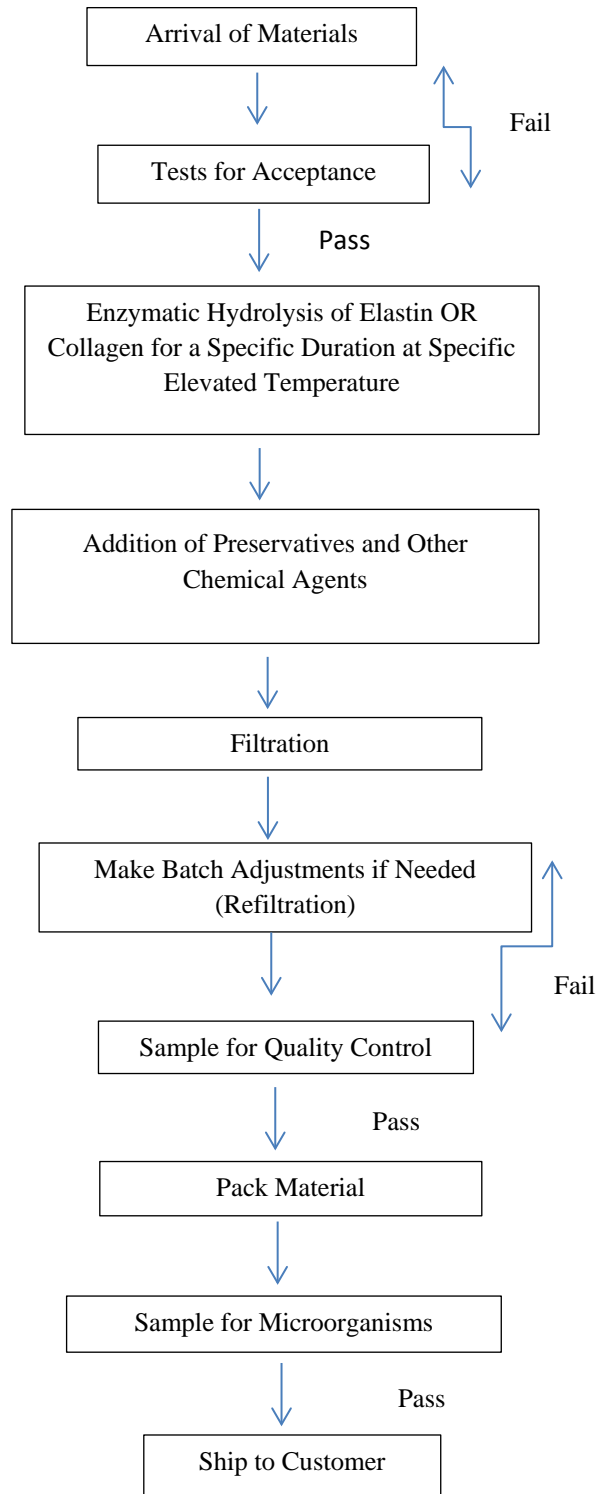 Arrival of Materials
Fail
Tests for Acceptance
Pass
Enzymatic Hydrolysis of Elastin OR
Collagen for a Specific Duration at Specific
Elevated Temperature
Addition of Preservatives and Other
Chemical Agents
Filtration
Make Batch Adjustments if Needed
(Refiltration)
Fail
Sample for Quality Control
Pass
Pack Material
Sample for Microorganisms
Pass
Ship to Customer